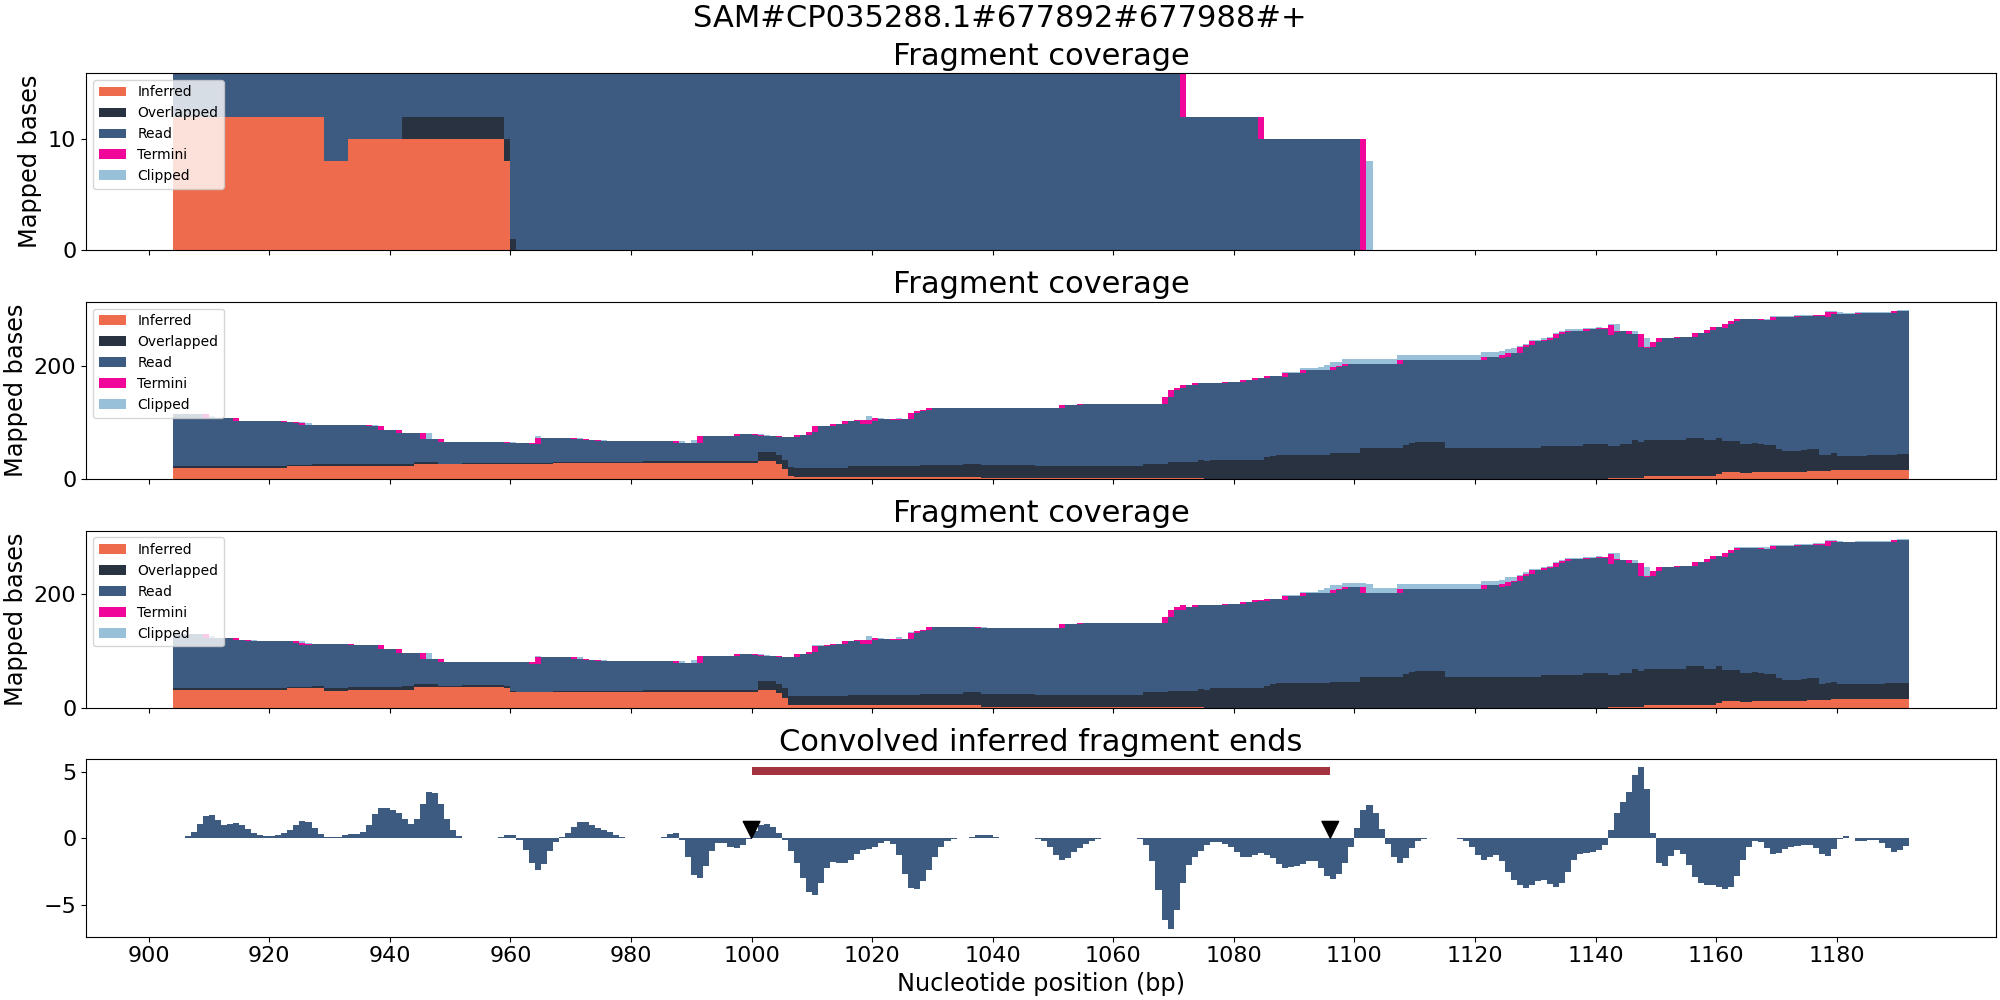 SAM#CP035288.1#677892#677988#+
Fragment coverage
Mapped bases
10
0
Inferred
Overlapped
Read
Termini
Clipped
Fragment coverage
Mapped bases
200
0
Inferred
Overlapped
Read
Termini
Clipped
Fragment coverage
Mapped bases
200
0
Inferred
Overlapped
Read
Termini
Clipped
Convolved inferred fragment ends
5
0
−5
900 920 940 960 980 1000 1020 1040 1060 1080 1100 1120 1140 1160 1180
Nucleotide position (bp)